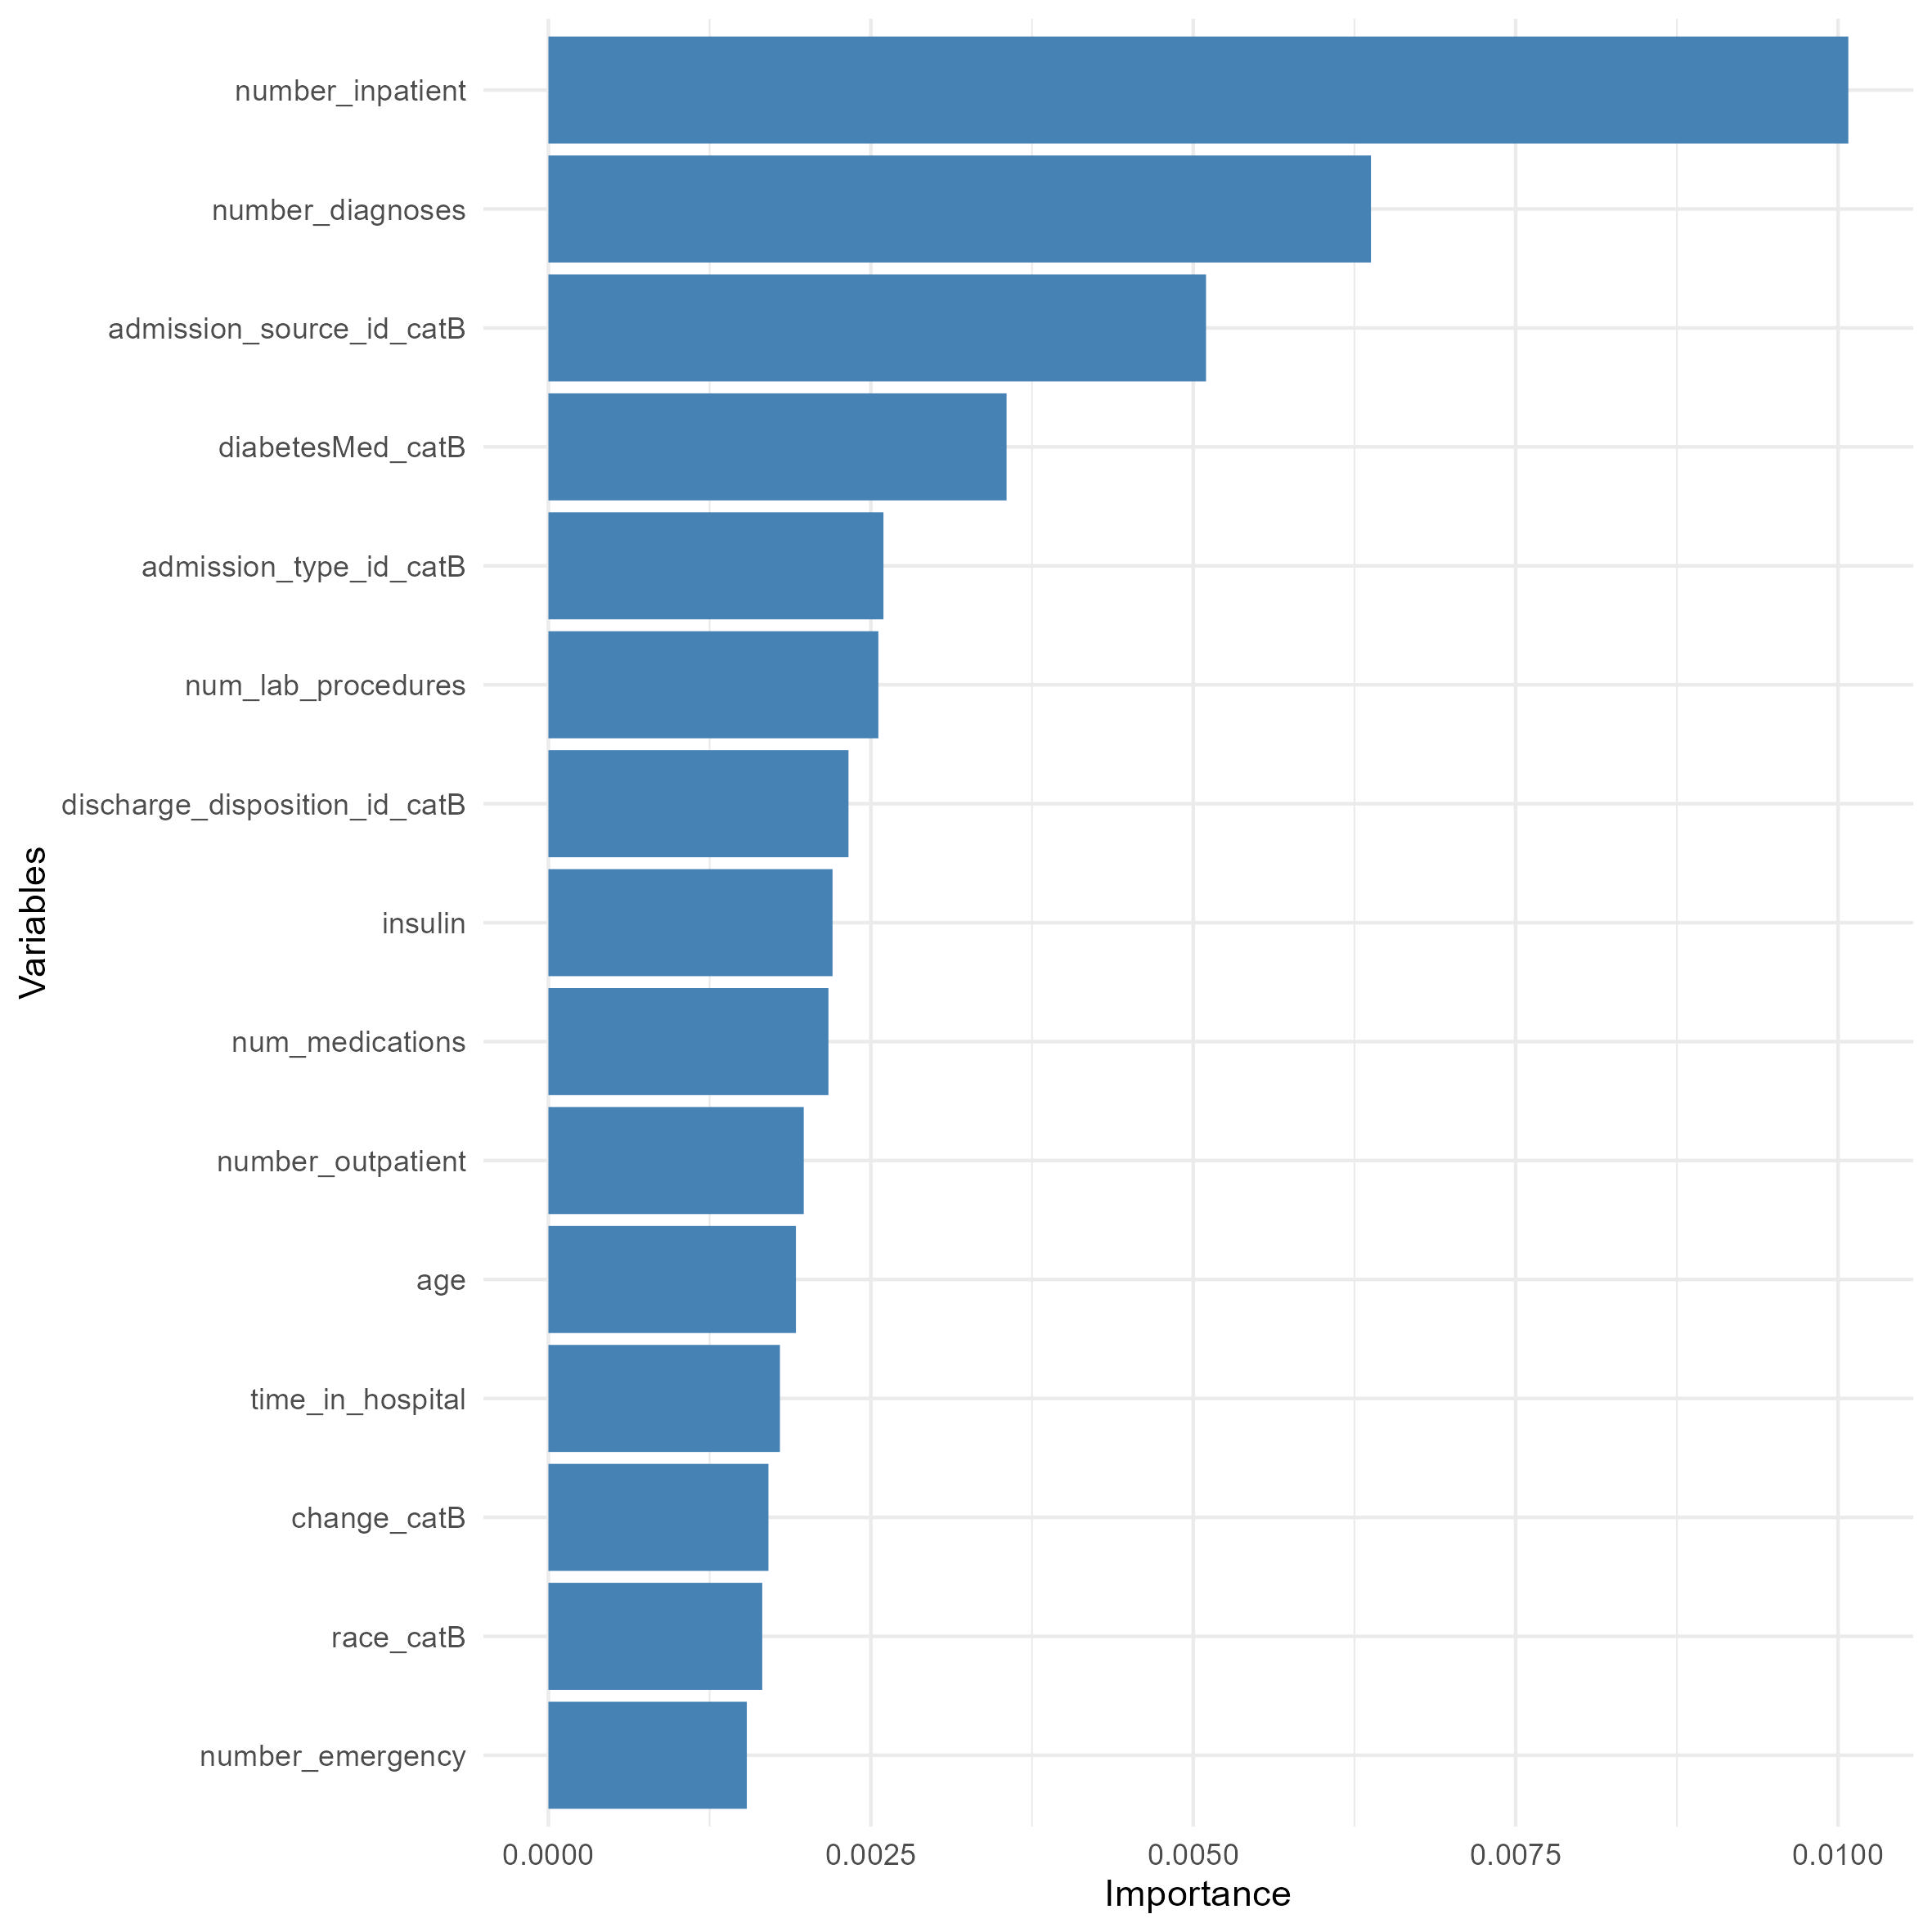 number_inpatient
number_diagnoses
admission_source_id_catB
diabetesMed_catB
admission_type_id_catB
num_lab_procedures
discharge_disposition_id_catB
insulin
num_medications
number_outpatient
age
time_in_hospital
change_catB
race_catB
number_emergency
Variables
0.0000 0.0025 0.0050 0.0075 0.0100
Importance